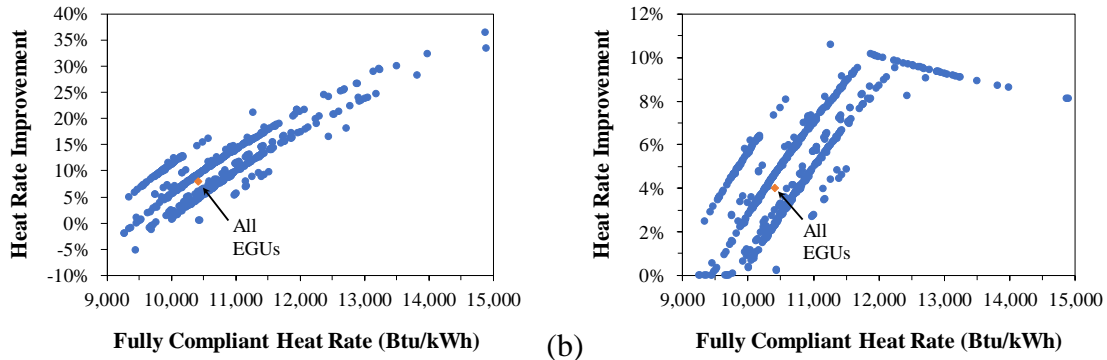 40%
35%
30%
25%
20%
15%
10%
5%
0%
-5%
-10%
Heat Rate Improvement
All
EGUs
9,000 10,000 11,000 12,000 13,000 14,000 15,000
Fully Compliant Heat Rate (Btu/kWh)
(b)
12%
10%
8%
6%
4%
2%
0%
Heat Rate Improvement
All
EGUs
9,000 10,000 11,000 12,000 13,000 14,000 15,000
Fully Compliant Heat Rate (Btu/kWh)